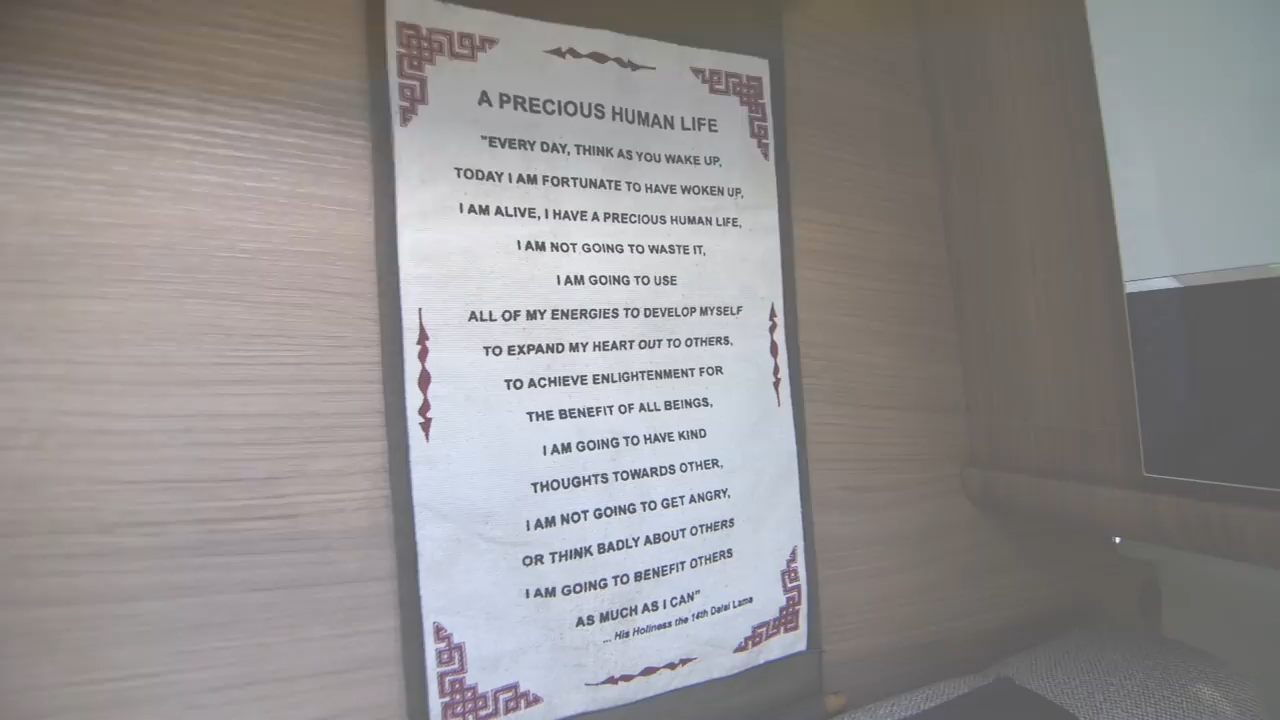 A PRECIOUS HUMAN LIFE
"EVERY DAY, THINK AS YOU WAKE UP,
TODAY I AM FORTUNATE TO HAVE WOKEN UP,
I AM ALIVE, I HAVE A PRECIOUS HUMAN LIFE,
I AM NOT GOING TO WASTE IT,
I AM GOING TO USE
ALL OF MY ENERGIES TO DEVELOP MYSELF
TO EXPAND MY HEART OUT TO OTHERS,
TO ACHIEVE ENLIGHTENMENT FOR
THE BENEFIT OF ALL BEINGS,
I AM GOING TO HAVE KIND
THOUGHTS TOWARDS OTHER,
I AM NOT GOING TO GET ANGRY,
OR THINK BADLY ABOUT OTHERS
I AM GOING TO BENEFIT OTHERS
AS MUCH AS I CAN"
... His Holiness the 14th Dalai Lama